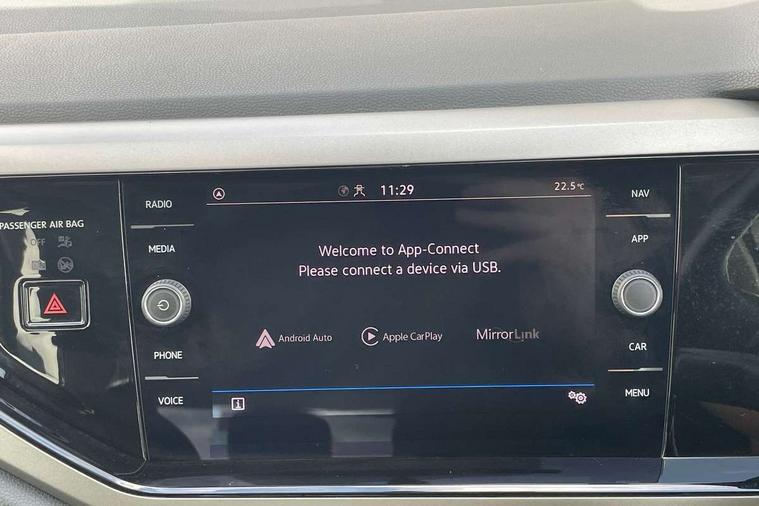 11:29
22.5°C
RADIO
NAV
PASSENGER AIR BAG
OFF
MEDIA
APP
Welcome to App-Connect
Please connect a device via USB.
Android Auto
Apple CarPlay
MirrorLink
PHONE
CAR
VOICE
MENU